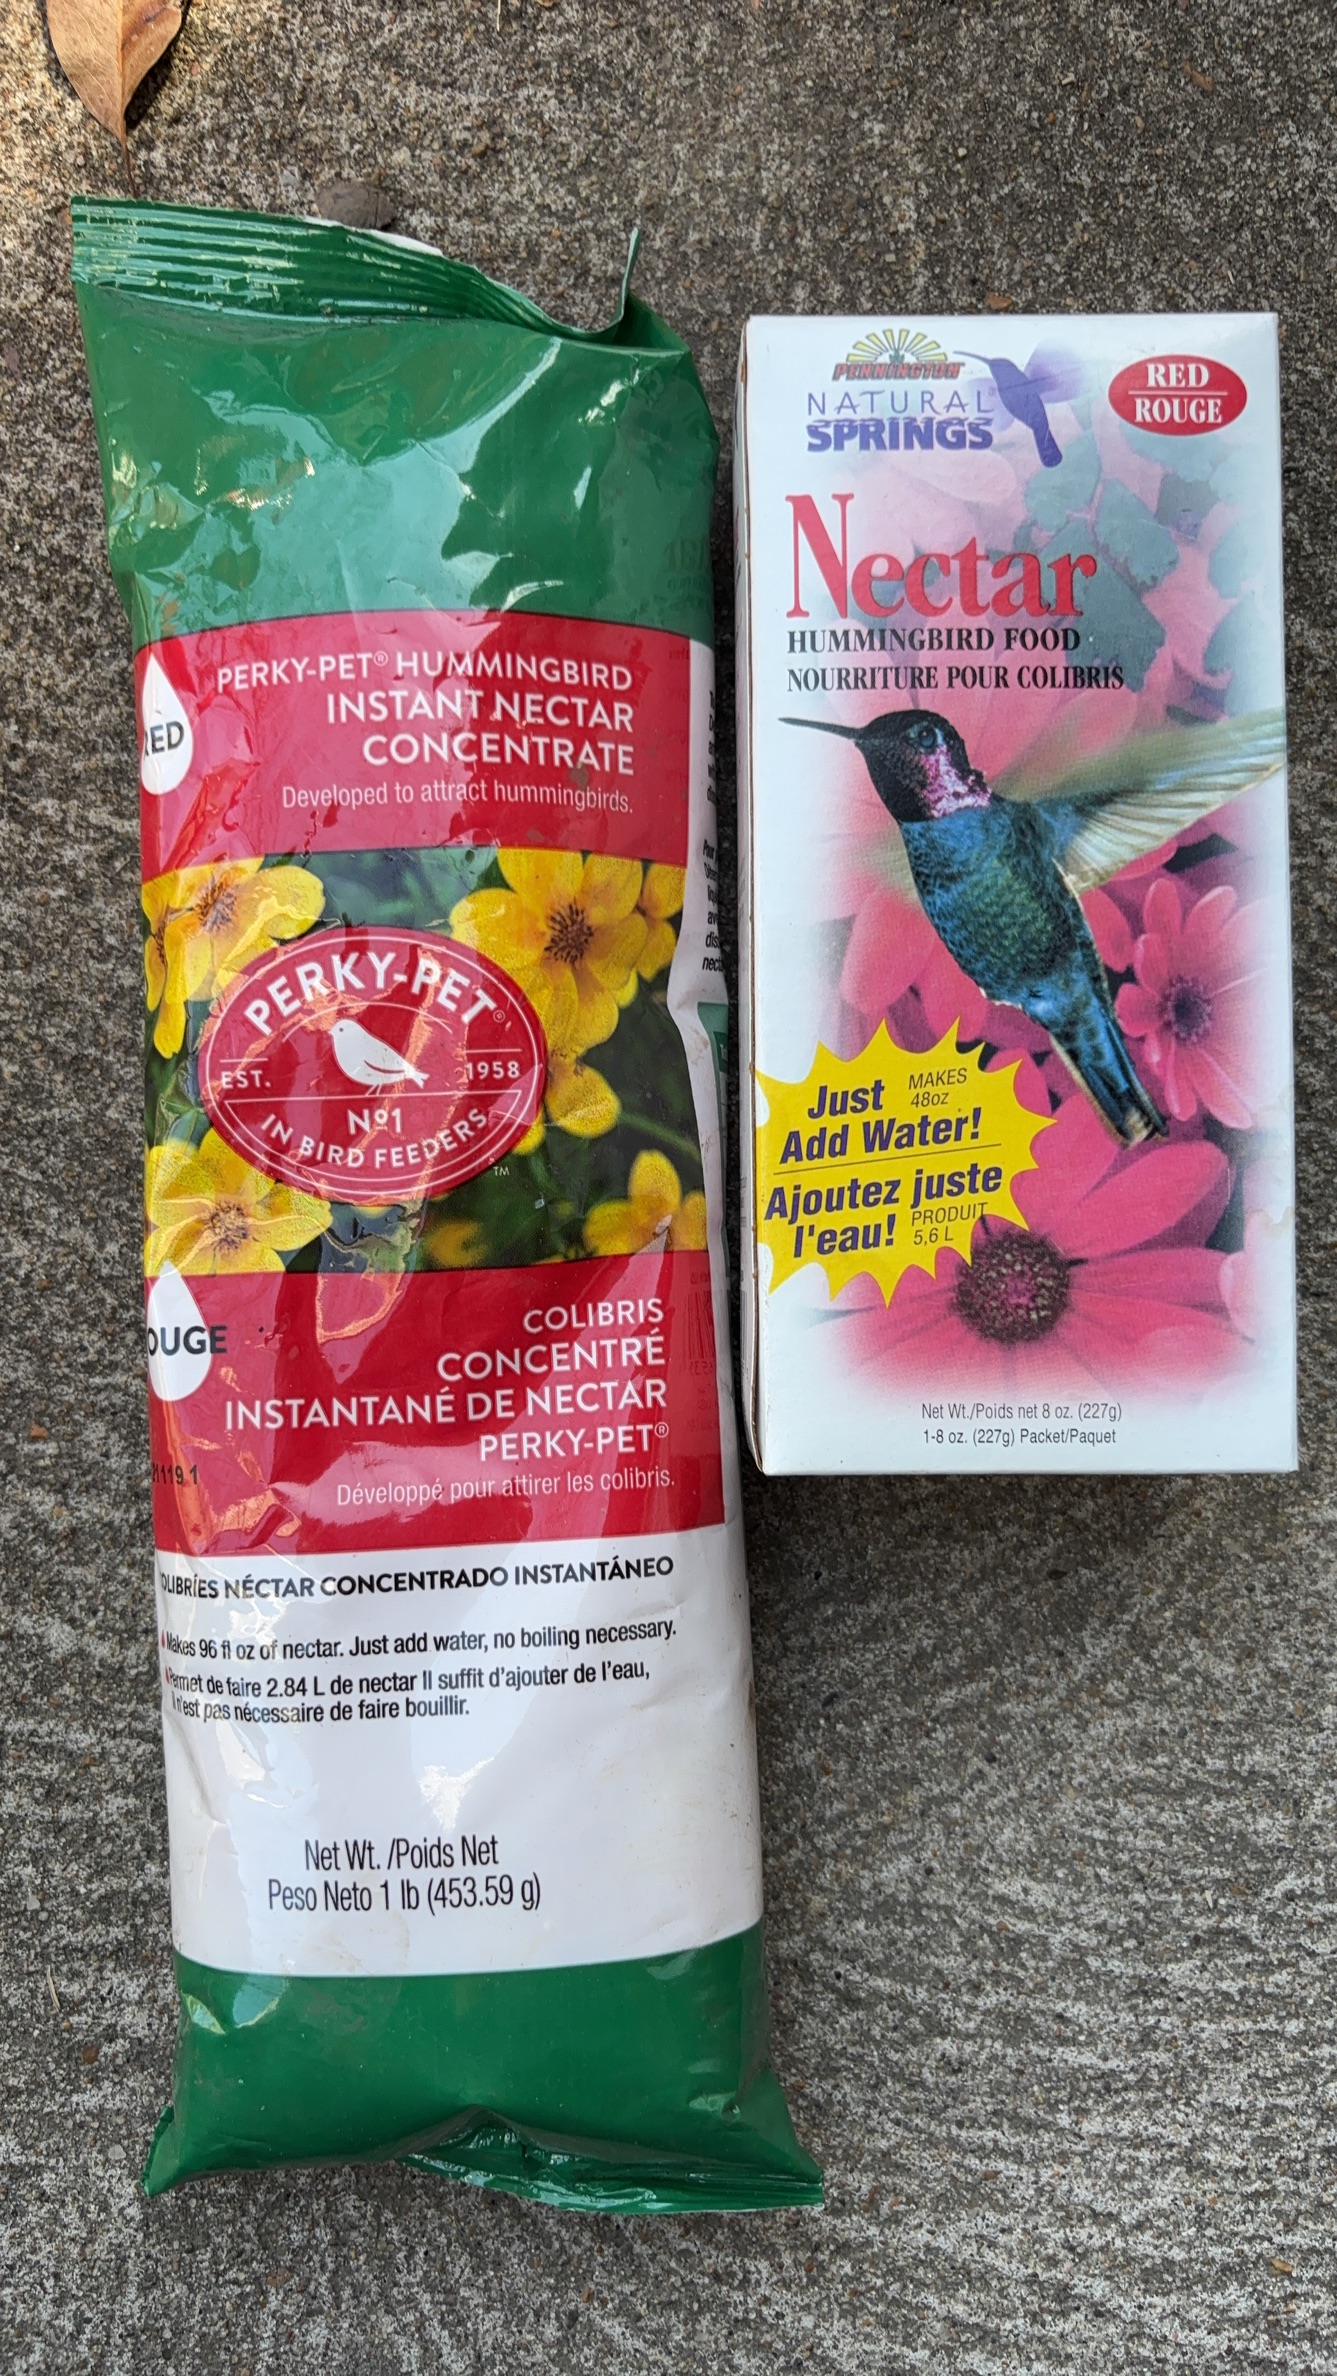 PERKY-PET® HUMMINGBIRD
INSTANT NECTAR
CONCENTRATE
Developed to attract hummingbirds.
PERKY-PET®
EST. 1958
Nº1
IN BIRD FEEDERS
TM
COLIBRIS
CONCENTRÉ
INSTANTANÉ DE NECTAR
PERKY-PET®
Développé pour attirer les colibris.
NÉCTAR CONCENTRADO INSTANTÁNEO
Makes 96 fl oz of nectar. Just add water, no boiling necessary.
Permet de faire 2.84 L de nectar Il suffit d'ajouter de l'eau,
n'est pas nécessaire de faire bouillir.
Net Wt. /Poids Net
Peso Neto 1 lb (453.59 g)
PENNINGTON
NATURAL
SPRINGS
RED
ROUGE
Nectar
HUMMINGBIRD FOOD
NOURRITURE POUR COLIBRIS
Just MAKES 48oz
Add Water!
Ajoutez juste
l'eau! PRODUIT 5,6 L
Net Wt./Poids net 8 oz. (227g)
1-8 oz. (227g) Packet/Paquet